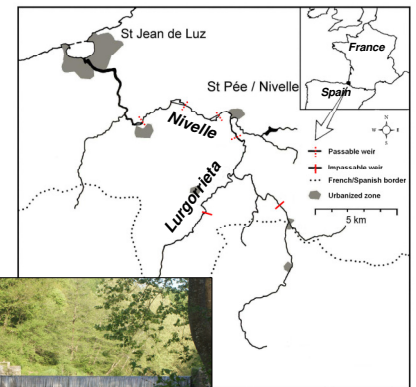 St Jean de Luz
France
St Pée / Nivelle
Spain
Nivelle
N
W
E
S
Passable weir
Impassable weir
Lurgorrieta
French/Spanish border
Urbanized zone
5 km